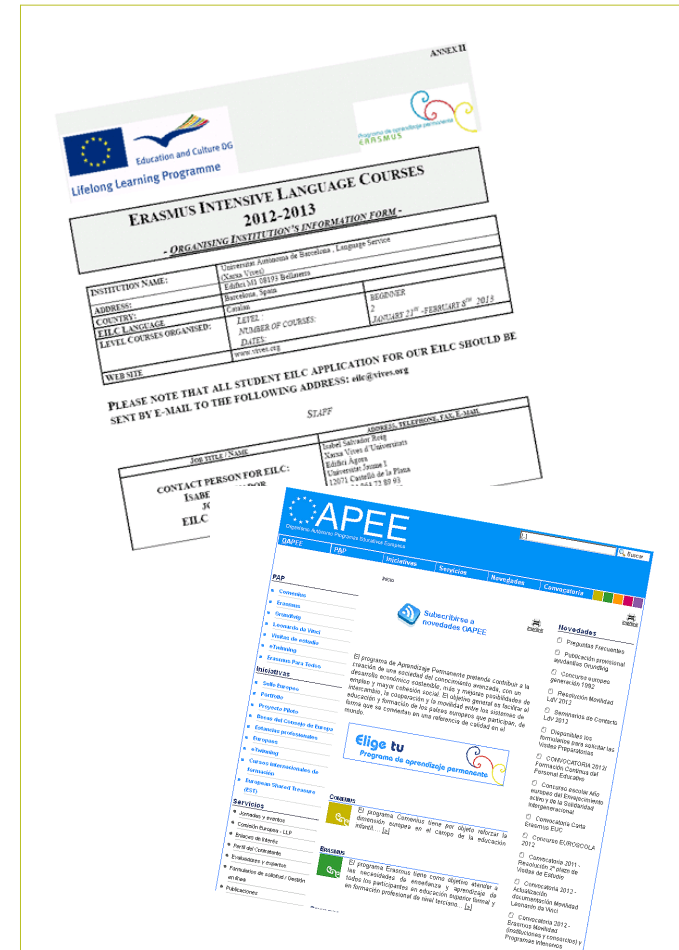 ANNEX II
Education and Culture DG
Lifelong Learning Programme
Programa de aprendizaje permanente
ERASMUS
ERASMUS INTENSIVE LANGUAGE COURSES
2012-2013
- ORGANISING INSTITUTION'S INFORMATION FORM -
INSTITUTION NAME:
Universitat Autònoma de Barcelona , Language Service
(Xarxa Vives)
ADDRESS:
Edifici M1 08193 Bellaterra
COUNTRY:
Barcelona, Spain
EILC LANGUAGE
Catalan
LEVEL COURSES ORGANISED:
LEVEL :
BEGINNER
NUMBER OF COURSES:
2
DATES:
JANUARY 21ST -FEBRUARY 8TH 2013
WEB SITE
www.vives.org
PLEASE NOTE THAT ALL STUDENT EILC APPLICATION FOR OUR EILC SHOULD BE
SENT BY E-MAIL TO THE FOLLOWING ADDRESS: eilc@vives.org
STAFF
JOB TITLE / NAME
ADDRESS, TELEPHONE, FAX, E-MAIL
CONTACT PERSON FOR EILC:
Isabel Salvador Roig
Xarxa Vives d'Universitats
Edifici Àgora
Universitat Jaume I
12071 Castelló de la Plana
964 72 89 93
EILC
OAPEE
Organismo Autónomo Programas Educativos Europeos
Buscar
OAPEE
PAP
Iniciativas
Servicios
Novedades
Convocatoria
Inicio
PAP
Comenius
Erasmus
Grundtvig
Leonardo da Vinci
Visitas de estudio
eTwinning
Erasmus Para Todos
Iniciativas
Sello Europeo
Portfolio
Proyecto Piloto
Becas del Consejo de Europa
Estancias profesionales
Europass
eTwinning
Cursos Internacionales de
Formación
European Shared Treasure
(EST)
Servicios
Jornadas y eventos
Comisión Europea - LLP
Enlaces de Interés
Perfil del Contratante
Evaluadores y expertos
Formularios de solicitud / Gestión
en línea
Publicaciones
Subscribirse a
novedades OAPEE
El programa de Aprendizaje Permanente pretende contribuir a la
creación de una sociedad del conocimiento avanzada, con un
desarrollo económico sostenible, más y mejores posibilidades de
empleo y mayor cohesión social. El objetivo general es facilitar el
intercambio, la cooperación y la movilidad entre los sistemas de
educación y formación de los países europeos que participan, de
forma que se conviertan en una referencia de calidad en el
mundo.
Elige tu
Programa de aprendizaje permanente
Comenius
El programa Comenius tiene por objeto reforzar la
dimensión europea en el campo de la educación
infantil... [+]
Erasmus
El programa Erasmus tiene como objetivo atender a
las necesidades de enseñanza y aprendizaje de
todos los participantes en educación superior formal y
en formación profesional de nivel terciario... [+]
Novedades
Preguntas Frecuentes
Publicación provisional
ayudantías Grundtvig
Concurso europeo
generación 1992
Resolución Movilidad
LdV 2012
Seminarios de Contacto
LdV 2012
Disponibles los
formularios para solicitar las
Visitas Preparatorias
CONVOCATORIA 2012/
Formación Continua del
Personal Educativo
Concurso escolar Año
europeo del Envejecimiento
activo y de la Solidaridad
Intergeneracional
Convocatoria Carta
Erasmus EUC
Concurso EUROSCOLA
2012
Convocatoria 2011 -
Resolución 2º plazo de
Visitas de Estudio
Convocatoria 2012 -
Actualización
documentación Movilidad
Leonardo da Vinci
Convocatoria 2012 -
Erasmus Movilidad
(instituciones y consorcios) y
Programas Intensivos